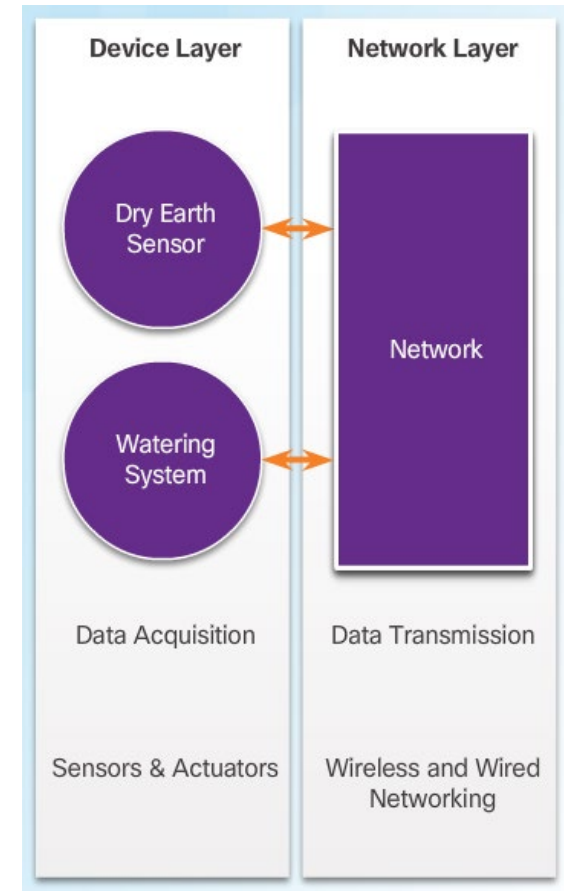 Device Layer
Dry Earth
Sensor
Watering
System
Data Acquisition
Sensors & Actuators
Network Layer
Network
Data Transmission
Wireless and Wired
Networking